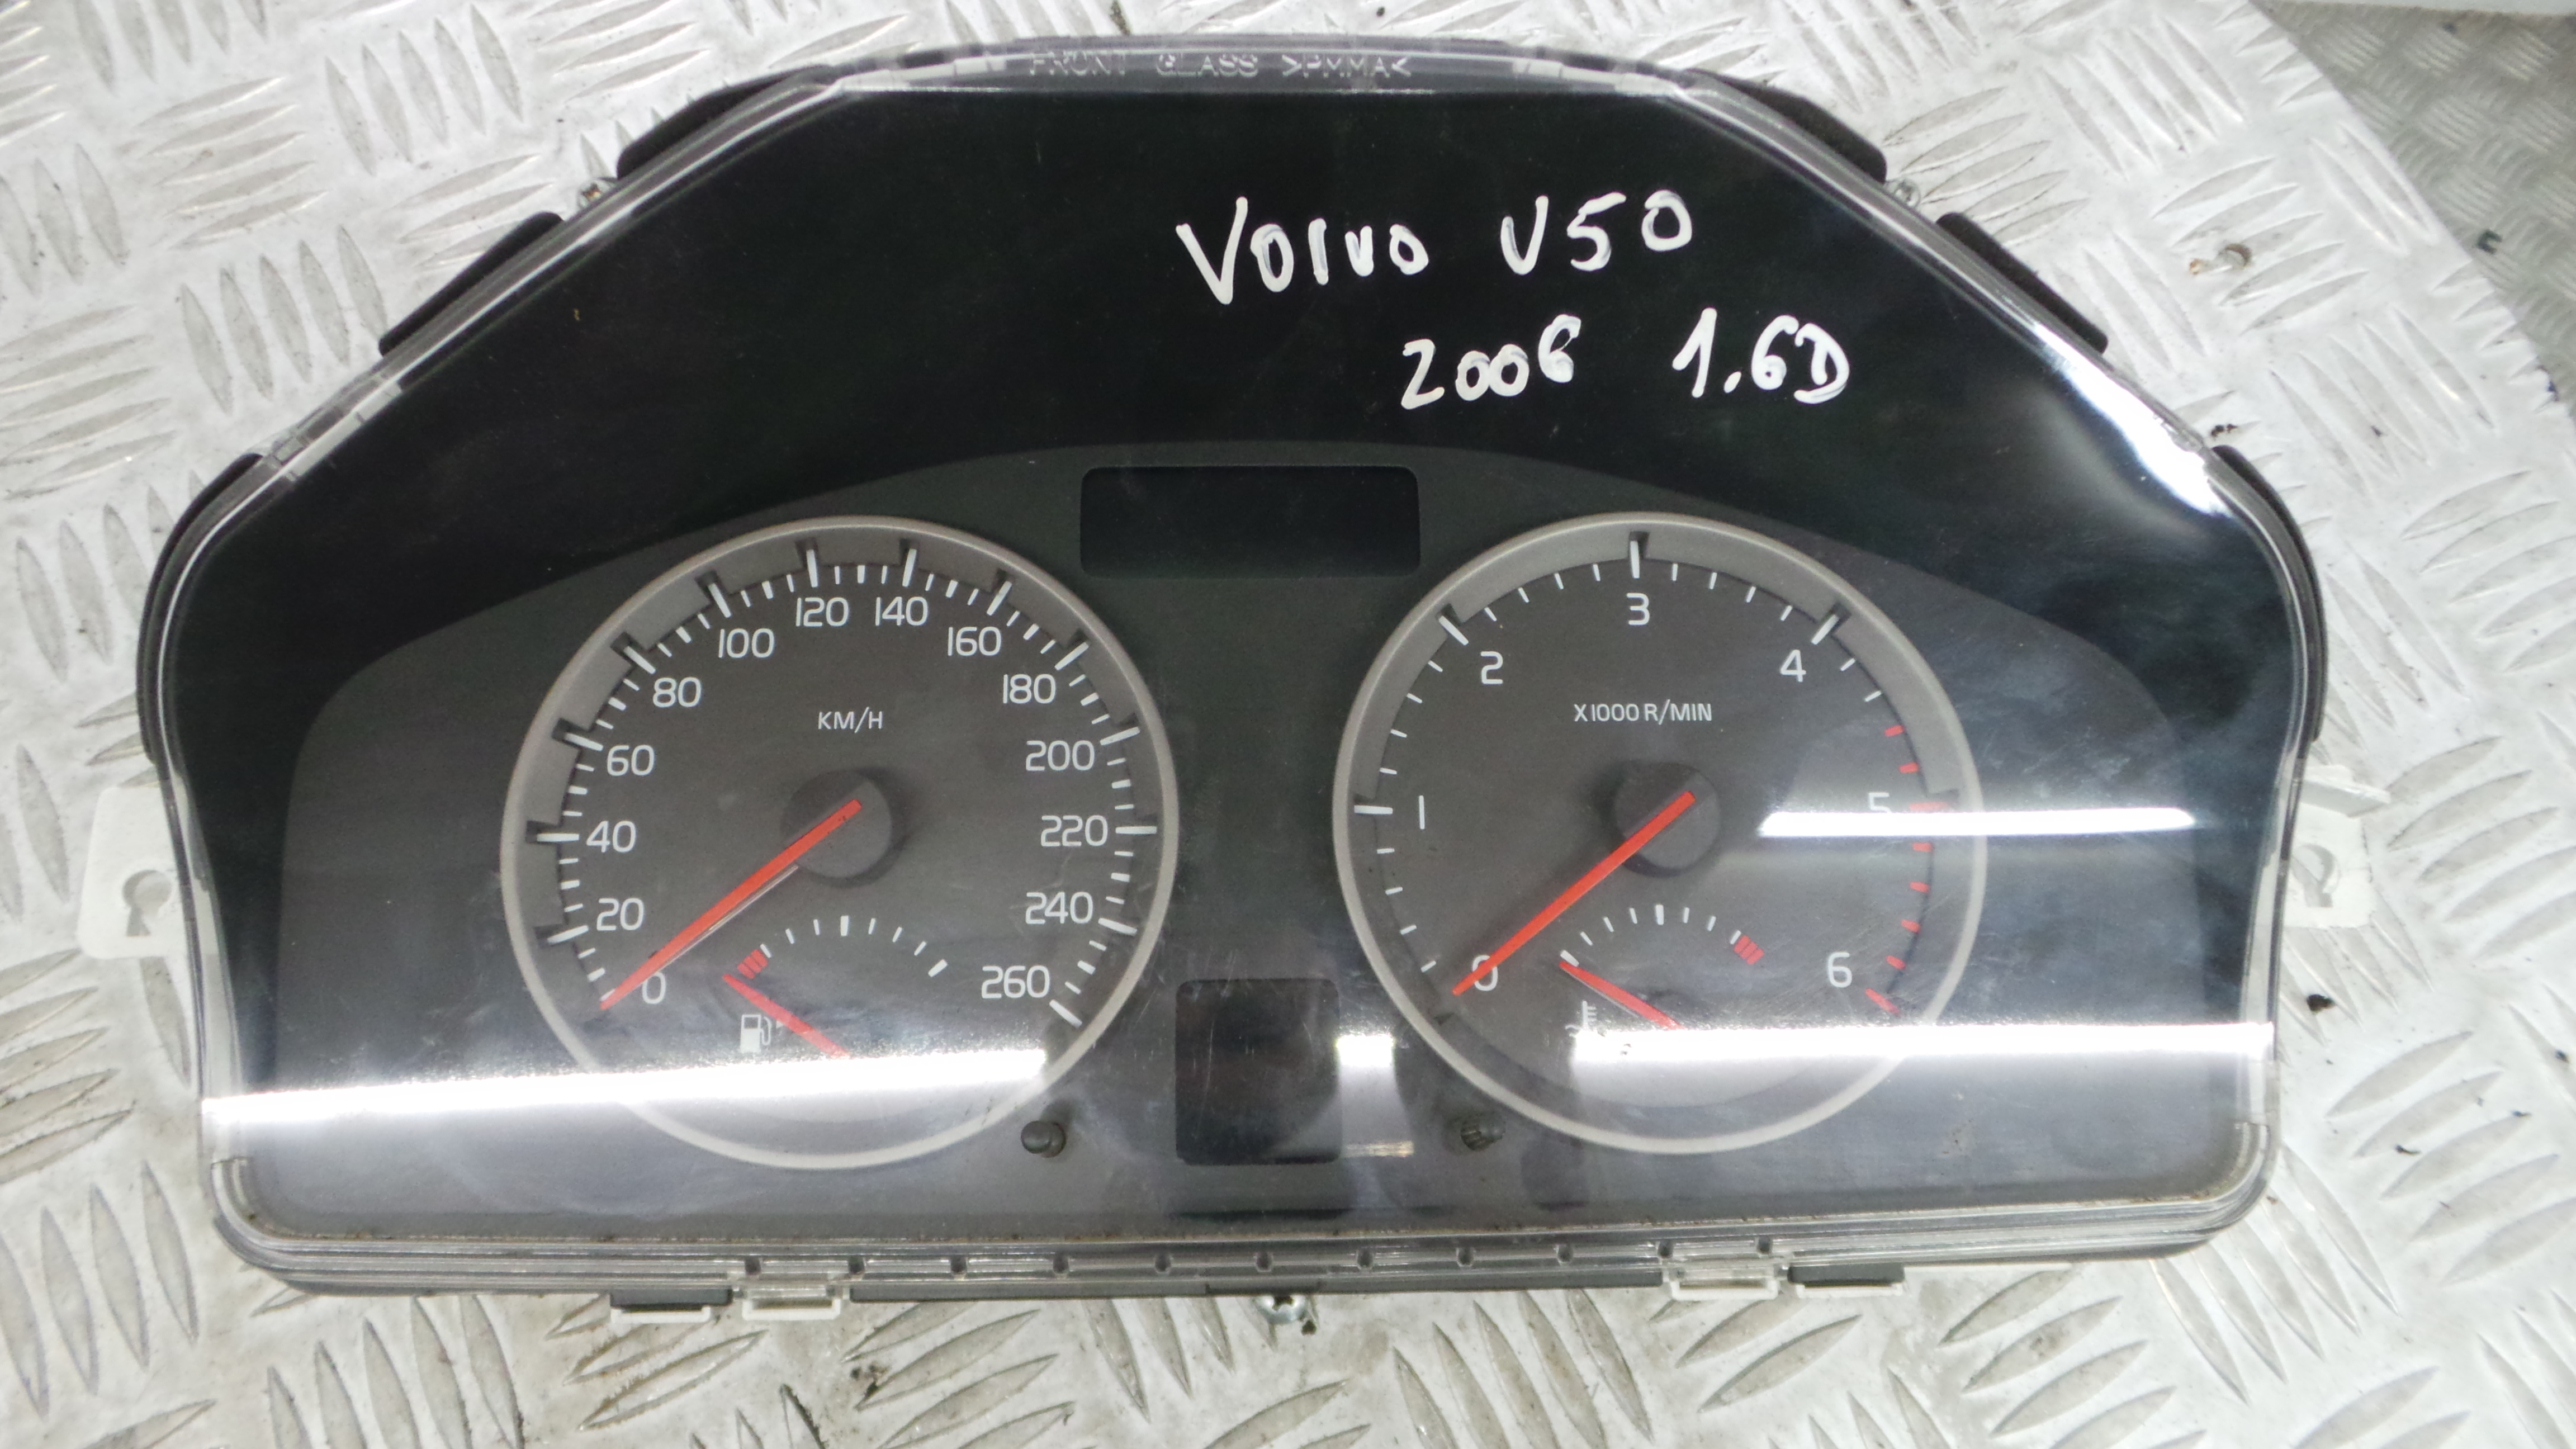 FRONT GLASS >PMMA<
Volvo V50
2006 1.6D
0 20 40 60 80 100 120 140 160 180 200 220 240 260
KM/H
0 1 2 3 4 5 6
X1000 R/MIN